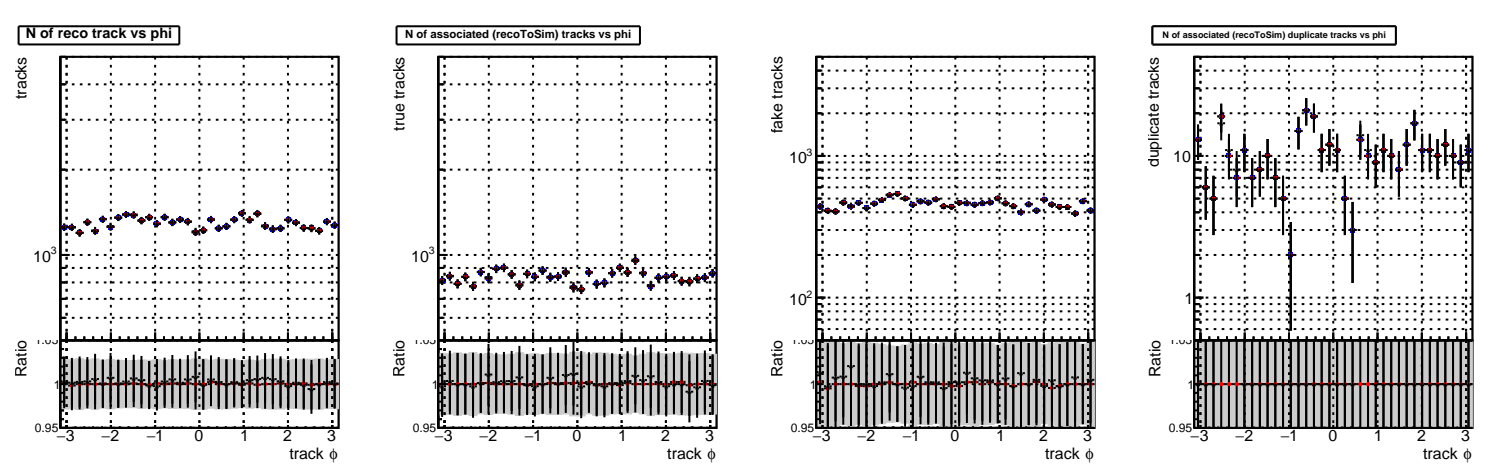 N of reco track vs phi
tracks
10³
Ratio
1.05
1
0.95
−3 −2 −1 0 1 2 3
track ϕ
N of associated (recoToSim) tracks vs phi
true tracks
10³
Ratio
1.05
1
0.95
−3 −2 −1 0 1 2 3
track ϕ
fake tracks
10³
10²
Ratio
1.05
1
0.95
−3 −2 −1 0 1 2 3
track ϕ
N of associated (recoToSim) duplicate tracks vs phi
duplicate tracks
10
1
Ratio
1.05
1
0.95
−3 −2 −1 0 1 2 3
track ϕ